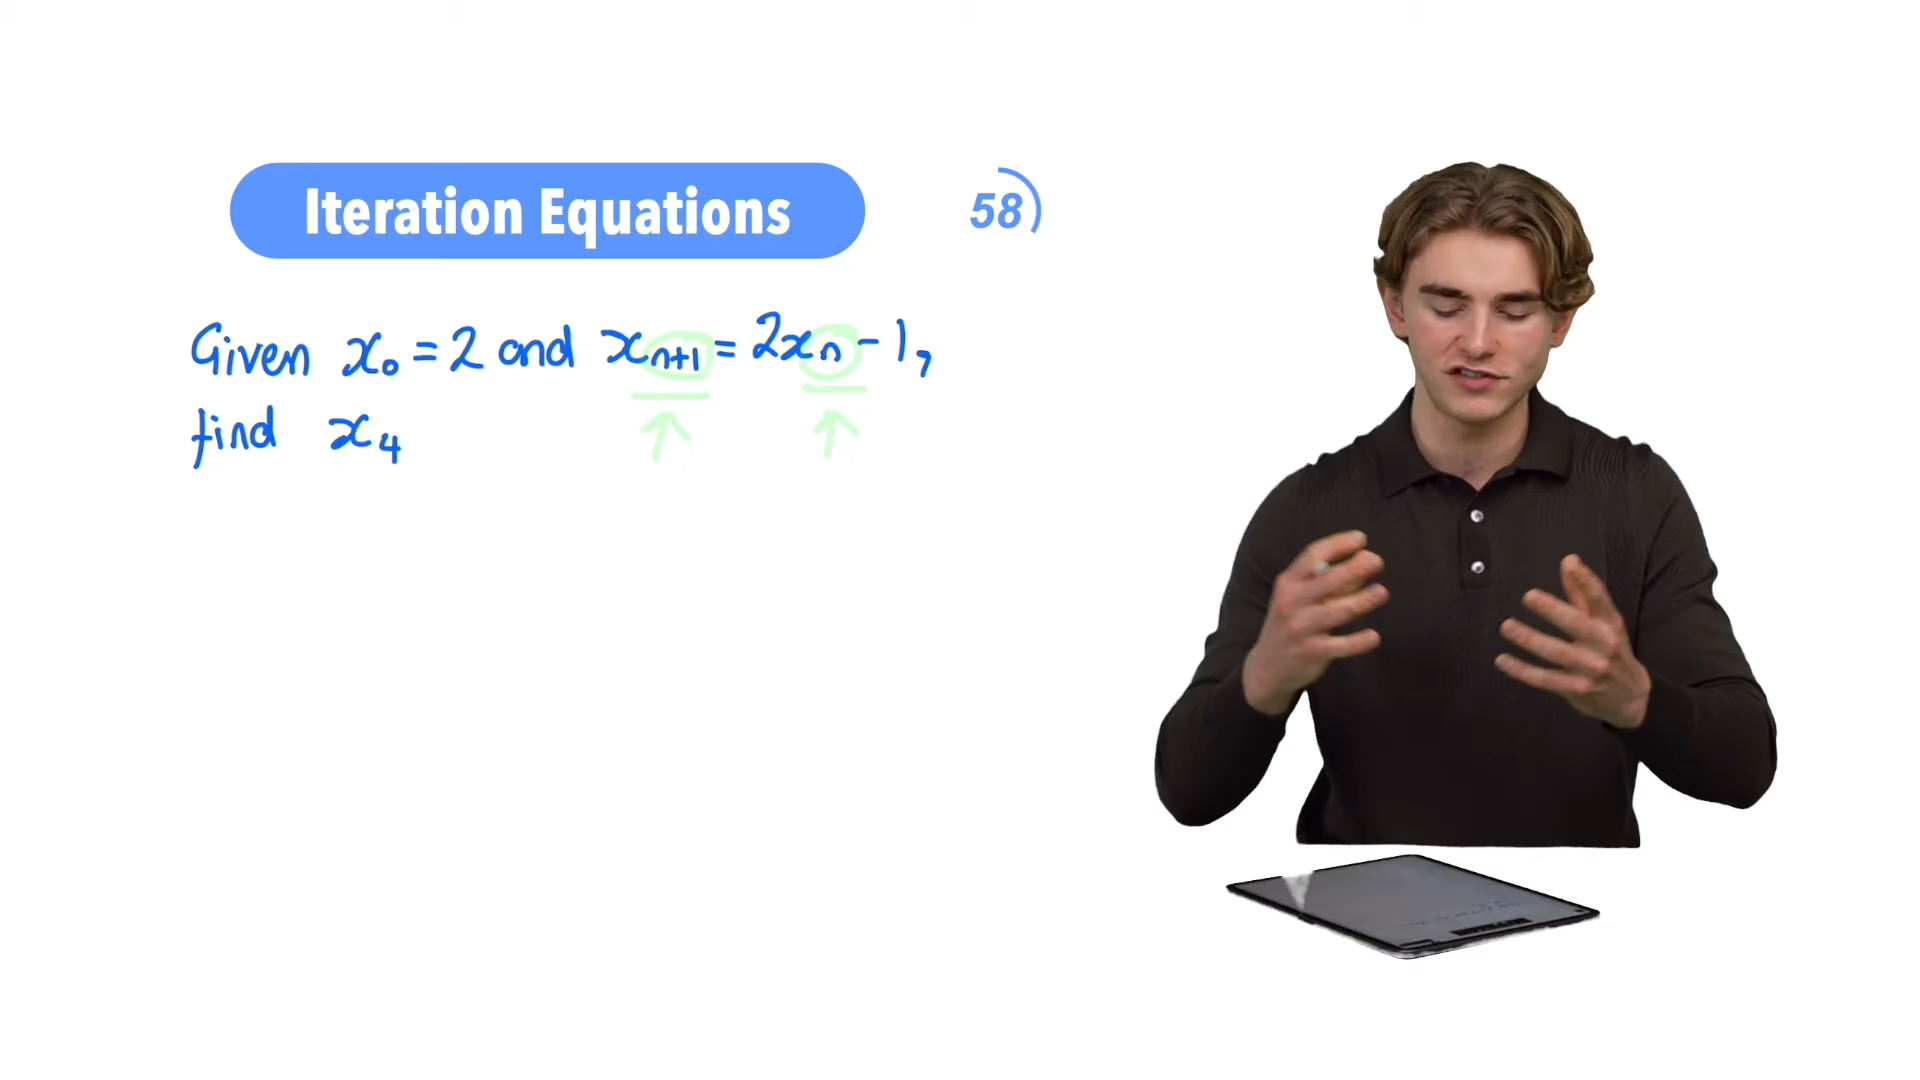 Iteration Equations
58
Given x₀ = 2 and xₙ₊₁ = 2xₙ - 1,
find x₄